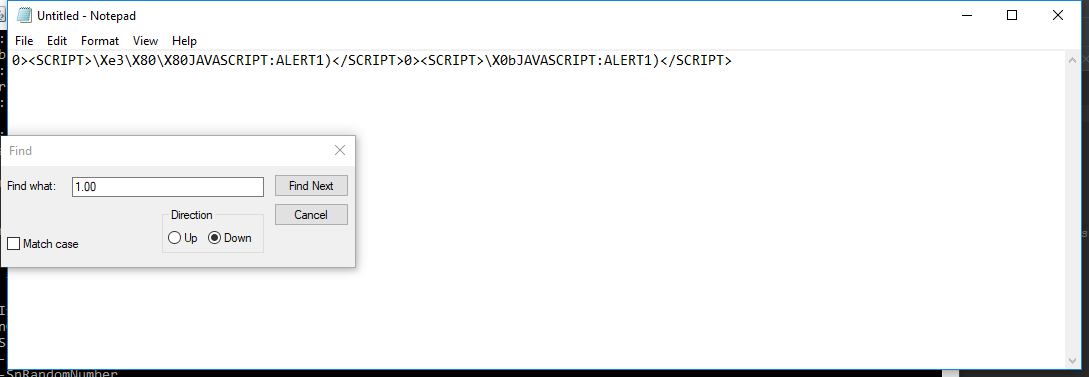 Untitled - Notepad
File Edit Format View Help
0><SCRIPT>\Xe3\X80\X80JAVASCRIPT:ALERT1)</SCRIPT>0><SCRIPT>\X0bJAVASCRIPT:ALERT1)</SCRIPT>
Find
Find what: 1.00 Find Next
Direction Cancel
Match case Up Down
-SnRandomNumber